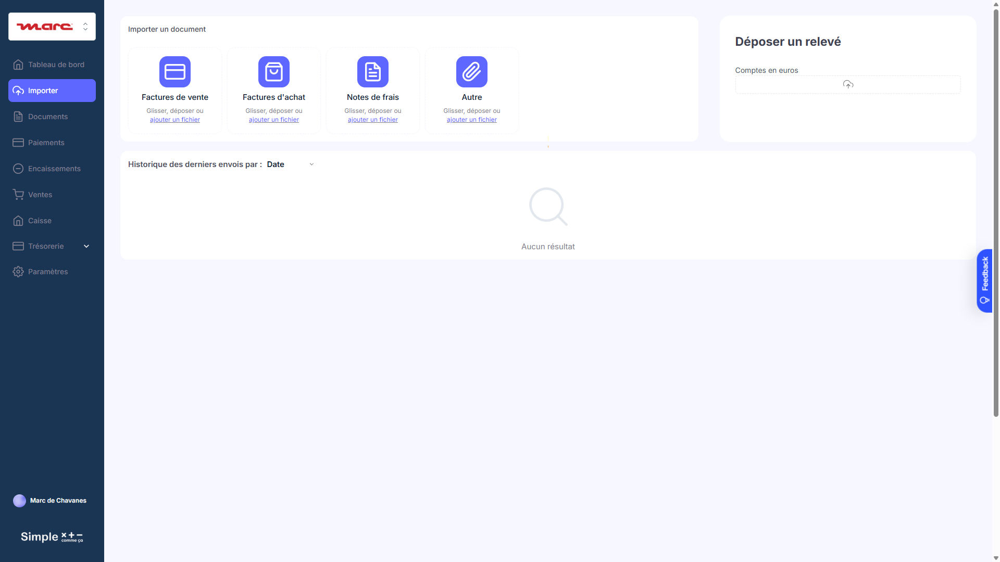 marc
Tableau de bord
Importer
Documents
Paiements
Encaissements
Ventes
Caisse
Trésorerie
Paramètres
Marc de Chavanes
Simple
comme ça
Importer un document
Factures de vente
Glisser, déposer ou
ajouter un fichier
Factures d'achat
Glisser, déposer ou
ajouter un fichier
Notes de frais
Glisser, déposer ou
ajouter un fichier
Autre
Glisser, déposer ou
ajouter un fichier
Déposer un relevé
Comptes en euros
Historique des derniers envois par : Date
Aucun résultat
Feedback